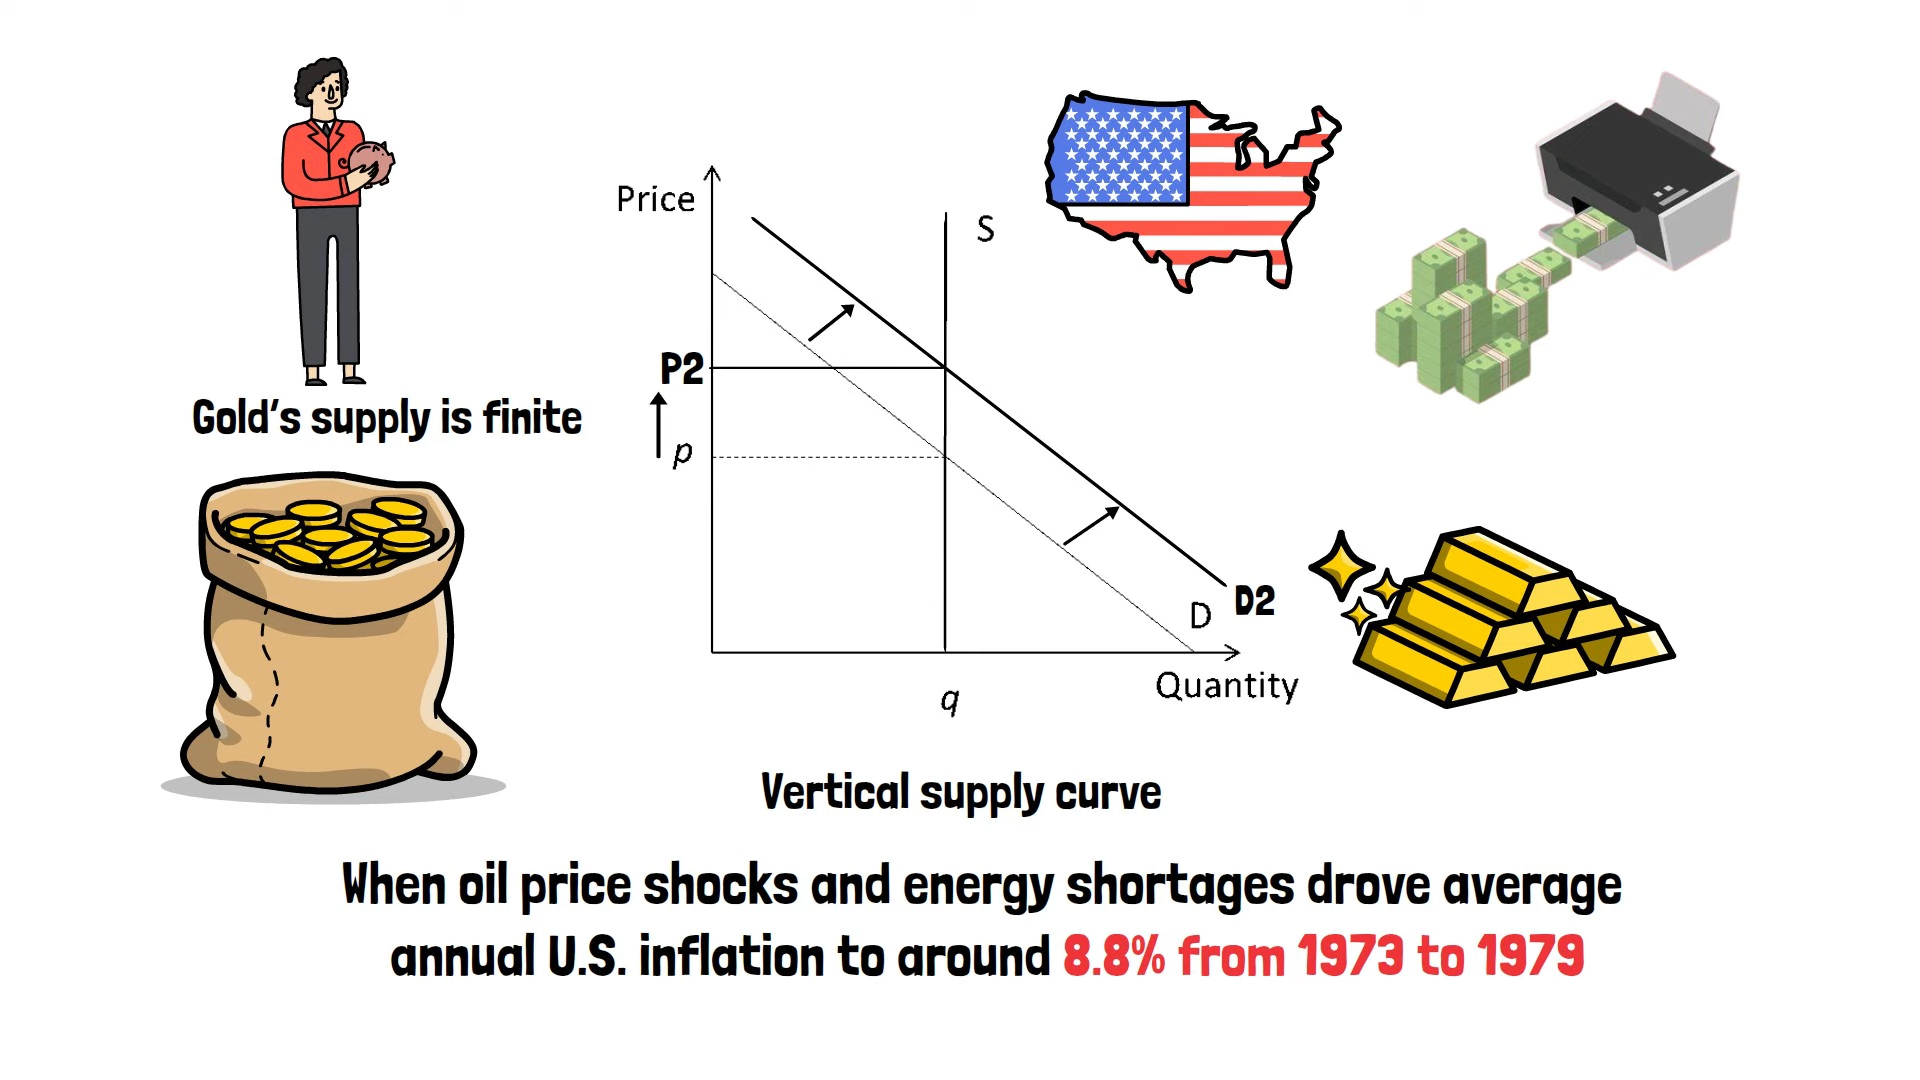 Gold's supply is finite
Price
S
P2
p
D
D2
Quantity
q
Vertical supply curve
When oil price shocks and energy shortages drove average
annual U.S. inflation to around 8.8% from 1973 to 1979